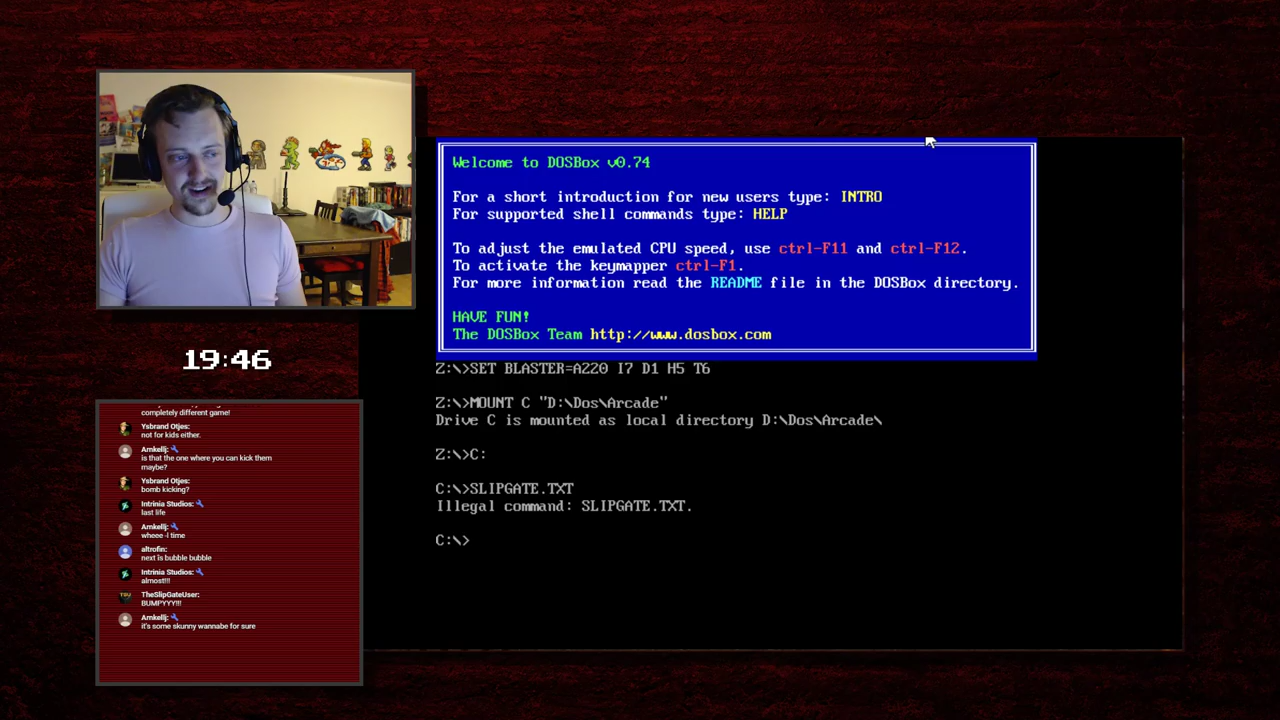 Welcome to DOSBox v0.74
For a short introduction for new users type: INTRO
For supported shell commands type: HELP
To adjust the emulated CPU speed, use ctrl-F11 and ctrl-F12.
To activate the keymapper ctrl-F1.
For more information read the README file in the DOSBox directory.
HAVE FUN!
The DOSBox Team http://www.dosbox.com
Z:\>SET BLASTER=A220 I7 D1 H5 T6
Z:\>MOUNT C "D:\Dos\Arcade"
Drive C is mounted as local directory D:\Dos\Arcade\
Z:\>C:
C:\>SLIPGATE.TXT
Illegal command: SLIPGATE.TXT.
C:\>
19:46
completely different game!
Ysbrand Otjes:
not for kids either.
Arnkellj:
is that the one where you can kick them
maybe?
Ysbrand Otjes:
bomb kicking?
Intrinia Studios:
last life
Arnkellj:
wheee -l time
altrofin:
next is bubble bubble
Intrinia Studios:
almost!!!
TheSlipGateUser:
BUMPYYY!!!
Arnkellj:
it's some skunny wannabe for sure